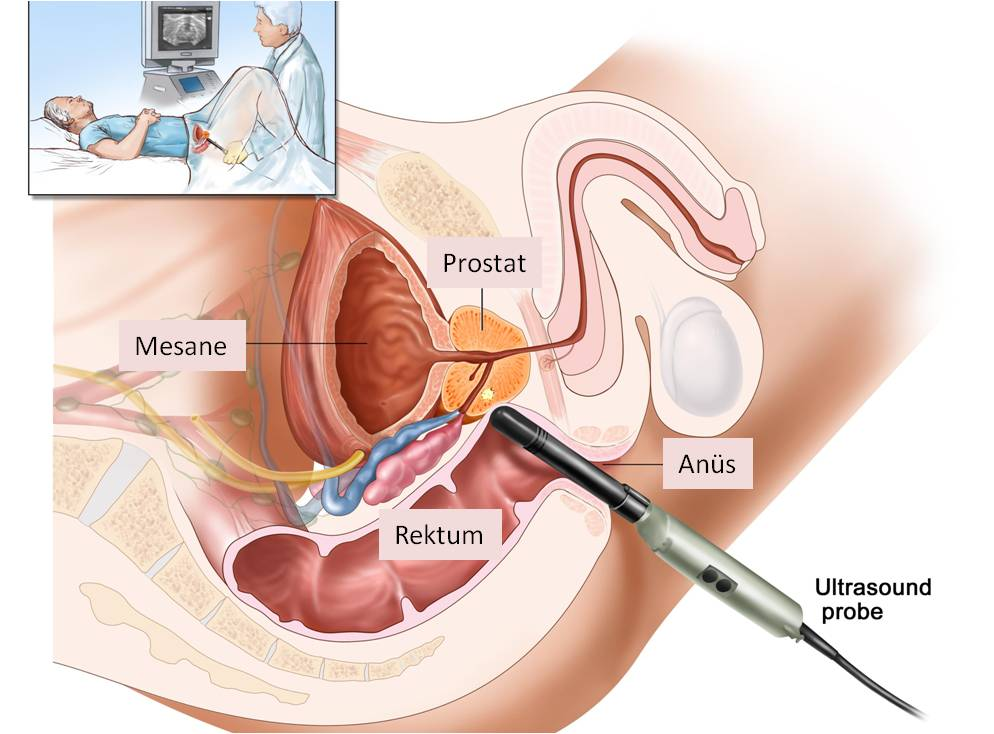 Prostat
Mesane
Anüs
Rektum
Ultrasound
probe